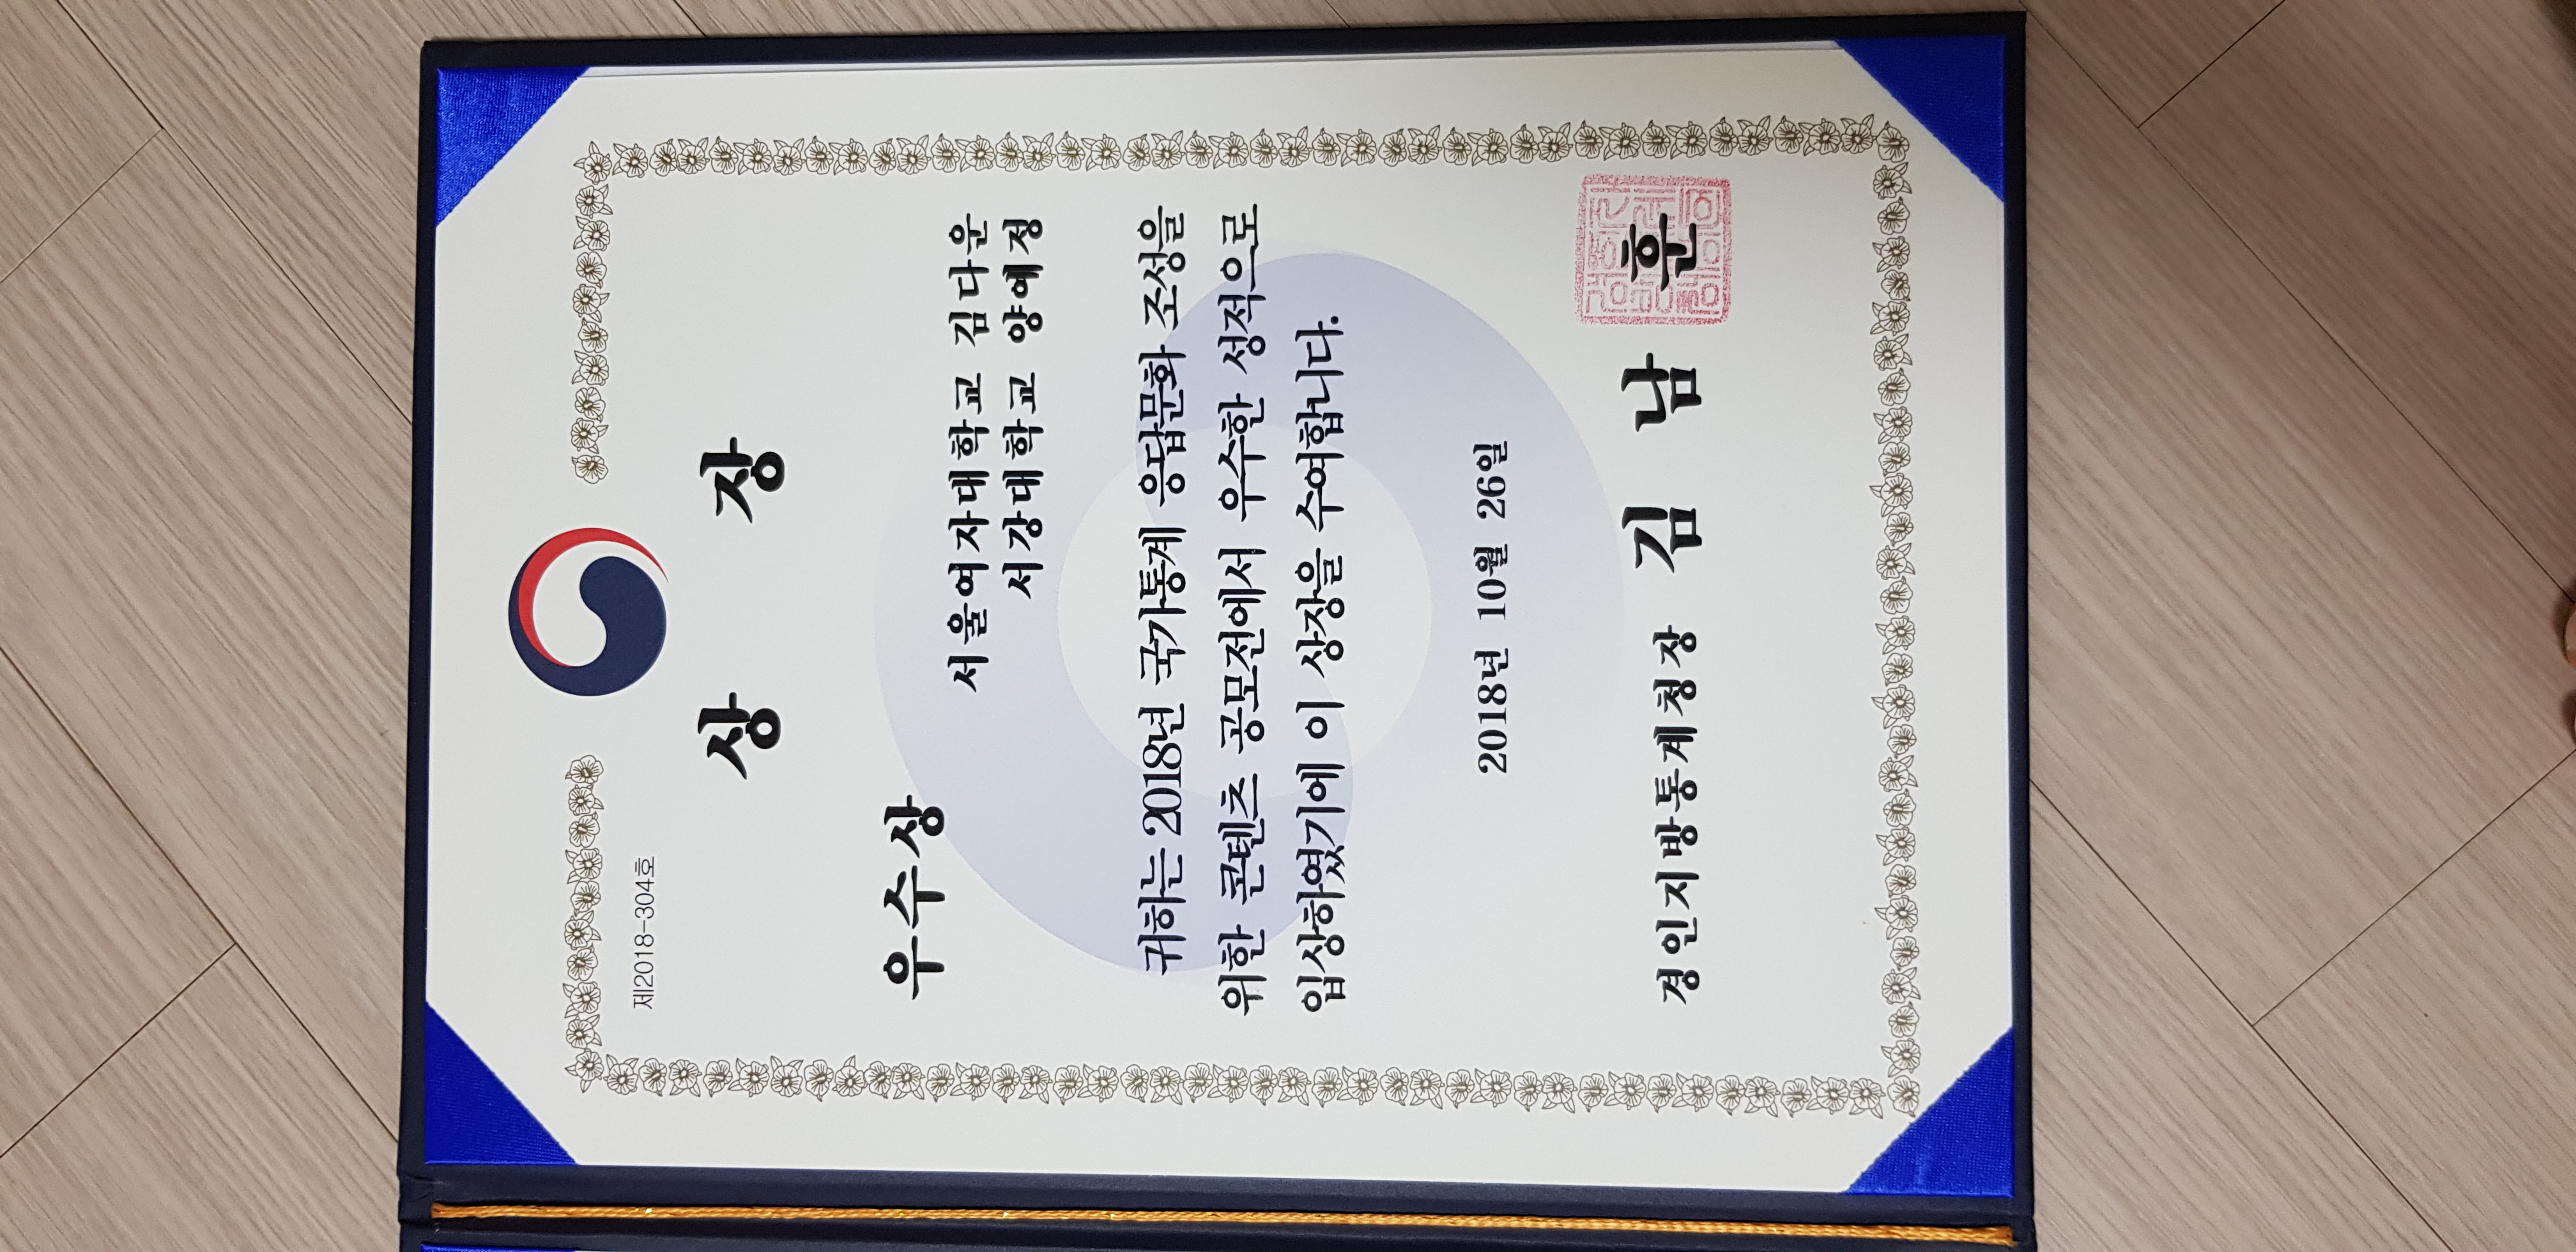 제2018-304호
상 장
우수상
서울여자대학교 김다운
서강대학교 양예정
귀하는 2018년 국가통계 응답문화 조성을
위한 콘텐츠 공모전에서 우수한 성적으로
입상하였기에 이 상장을 수여합니다.
2018년 10월 26일
경인지방통계청장 김 남 훈